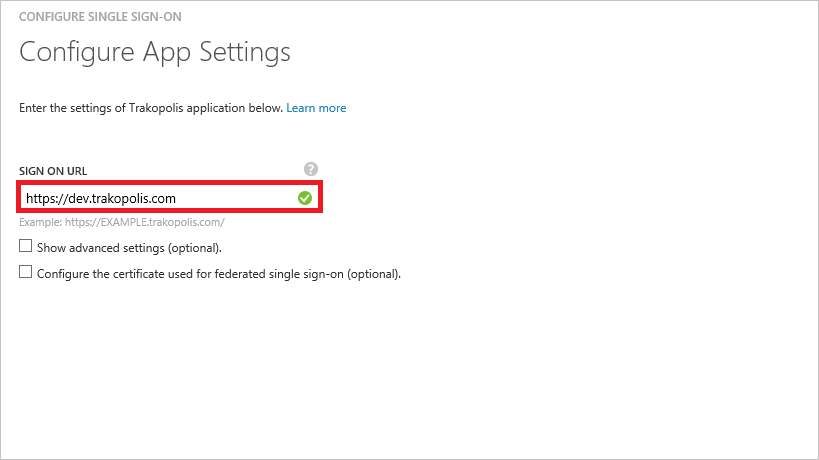 CONFIGURE SINGLE SIGN-ON
Configure App Settings
Enter the settings of Trakopolis application below. Learn more
SIGN ON URL ?
https://dev.trakopolis.com
Example: https://EXAMPLE.trakopolis.com/
Show advanced settings (optional).
Configure the certificate used for federated single sign-on (optional).